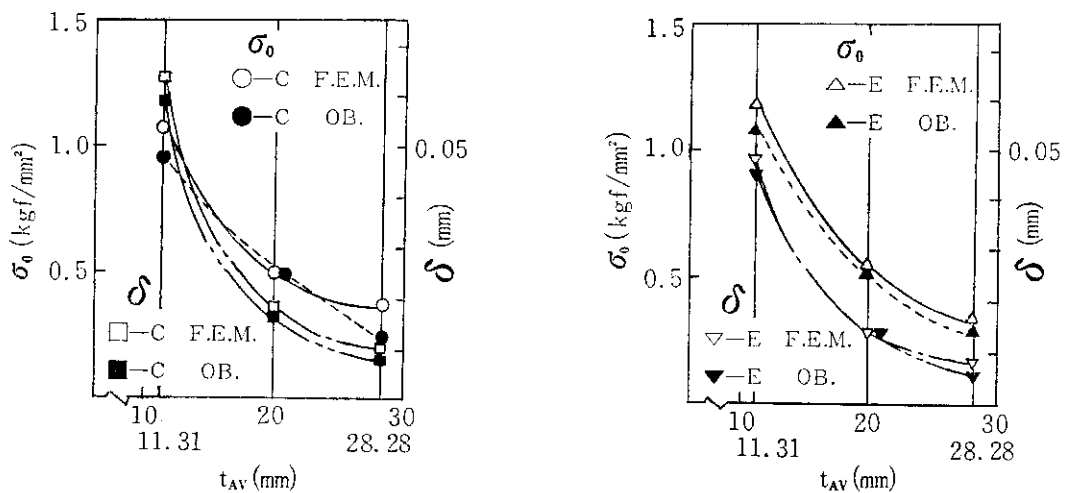 1.5
σ₀
○—C F.E.M.
●—C OB.
1.0
0.05
σ₀ (kgf/mm²)
δ (mm)
0.5
δ
□—C F.E.M.
■—C OB.
10 20 30
11.31 28.28
t_AV (mm)
1.5
σ₀
△—E F.E.M.
▲—E OB.
1.0
0.05
σ₀ (kgf/mm²)
δ (mm)
0.5
δ
▽—E F.E.M.
▼—E OB.
10 20 30
11.31 28.28
t_AV (mm)